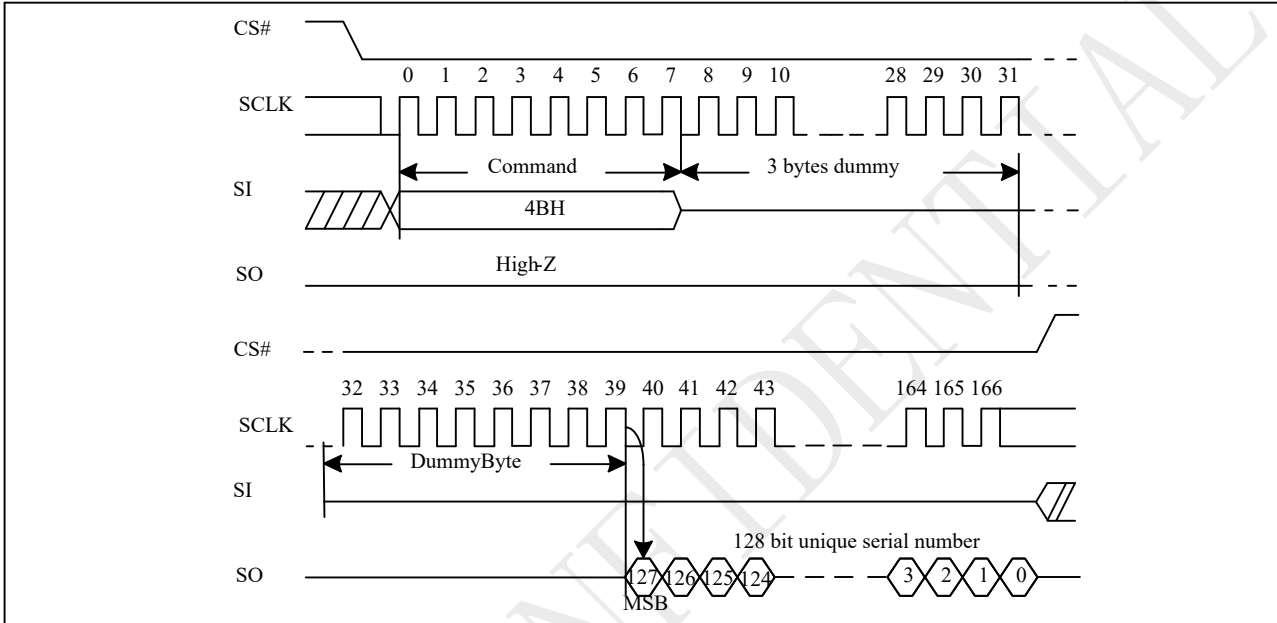 CS#
0 1 2 3 4 5 6 7 8 9 10 28 29 30 31
SCLK
Command 3 bytes dummy
SI
4BH
High-Z
SO
CS#
32 33 34 35 36 37 38 39 40 41 42 43 164 165 166
SCLK
DummyByte
SI
128 bit unique serial number
SO 127 126 125 124 3 2 1 0
MSB
NFIDENTIAL